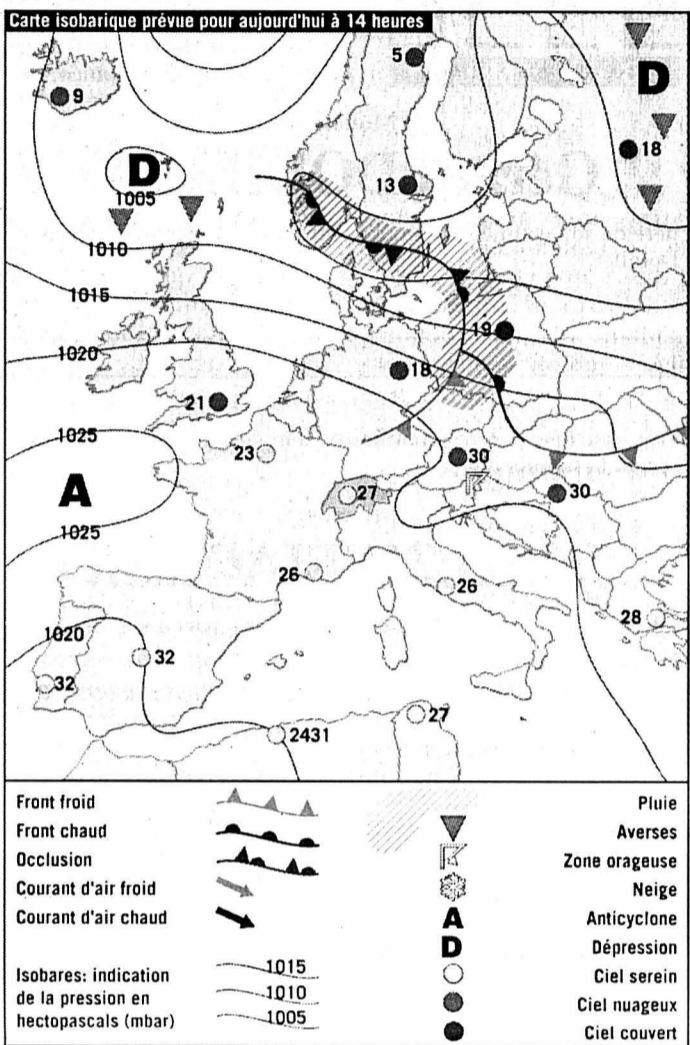 Carte isobarique prévue pour aujourd'hui à 14 heures
5
9
D
18
D
1005
13
1010
1015
19
1020
18
21
1025
23
30
A
27
30
1025
26
26
28
1020
32
32
27
2431
Front froid
Pluie
Front chaud
Averses
Occlusion
Zone orageuse
Courant d'air froid
Neige
Courant d'air chaud
A
Anticyclone
D
Dépression
Isobares: indication
de la pression en
hectopascals (mbar)
1015
1010
1005
Ciel serein
Ciel nuageux
Ciel couvert